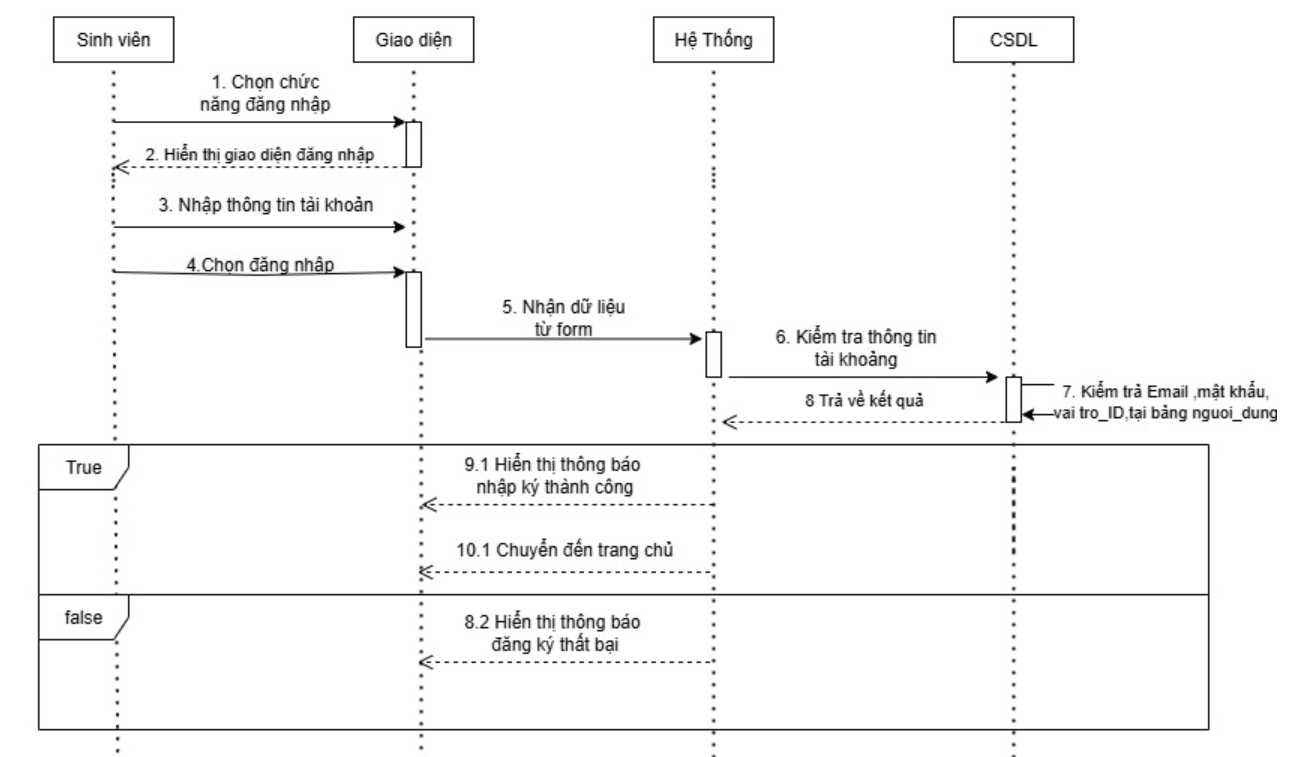 Sinh viên
Giao diện
Hệ Thống
CSDL
1. Chọn chức
năng đăng nhập
2. Hiển thị giao diện đăng nhập
3. Nhập thông tin tài khoản
4.Chọn đăng nhập
5. Nhận dữ liệu
từ form
6. Kiểm tra thông tin
tài khoảng
7. Kiểm trả Email ,mật khẩu,
vai tro_ID,tại bảng nguoi_dung
8 Trả về kết quả
True
9.1 Hiển thị thông báo
nhập ký thành công
10.1 Chuyển đến trang chủ
false
8.2 Hiển thị thông báo
đăng ký thất bại